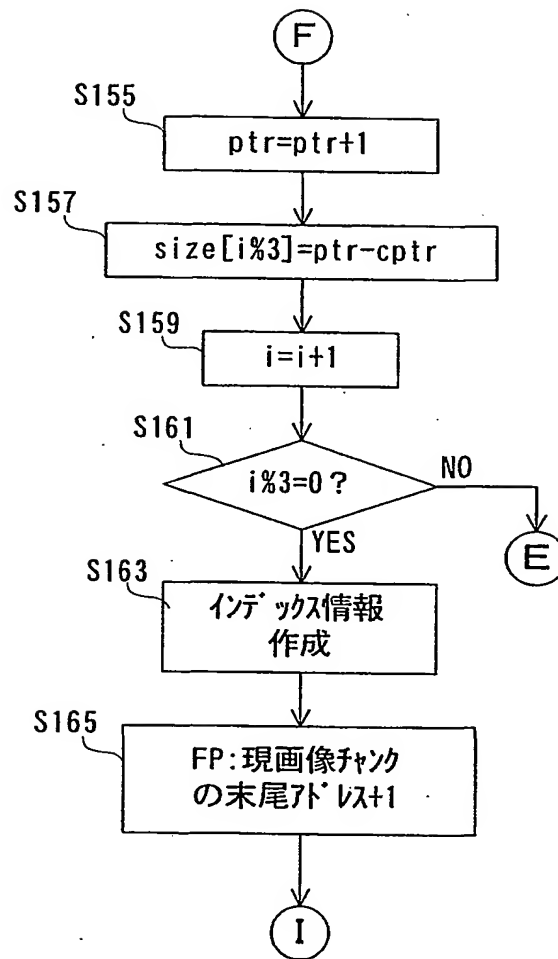 F
S155
ptr=ptr+1
S157
size[i%3]=ptr-cptr
S159
i=i+1
S161
i%3=0?
NO
E
YES
S163
インデックス情報
作成
S165
FP:現画像チャンク
の末尾アドレス+1
I